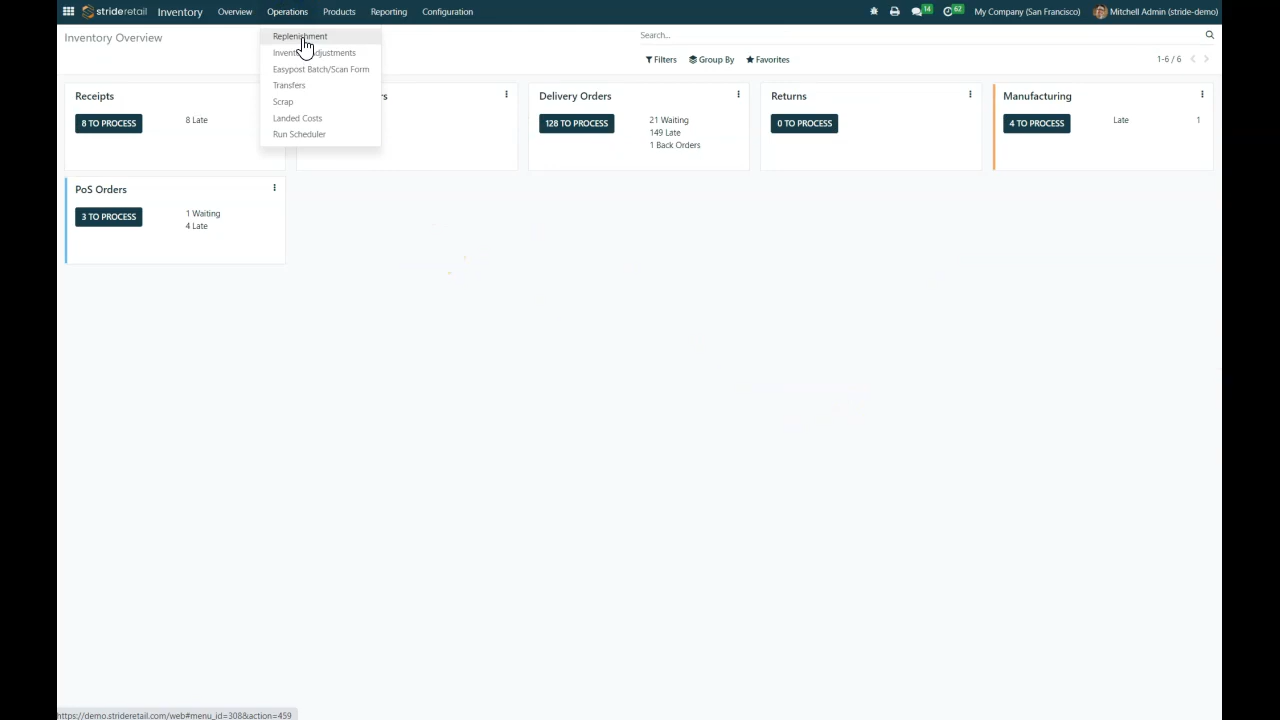 strideretail Inventory Overview Operations Products Reporting Configuration 14 62 My Company (San Francisco) Mitchell Admin (stride-demo)
Inventory Overview
Search...
Filters Group By Favorites
1-6 / 6
Replenishment
Easypost Batch/Scan Form
Transfers
Scrap
Landed Costs
Run Scheduler
Receipts
8 TO PROCESS
8 Late
Delivery Orders
128 TO PROCESS
21 Waiting
149 Late
1 Back Orders
Returns
0 TO PROCESS
Manufacturing
4 TO PROCESS
Late 1
PoS Orders
3 TO PROCESS
1 Waiting
4 Late
https://demo.strideretail.com/web#menu_id=308&action=459